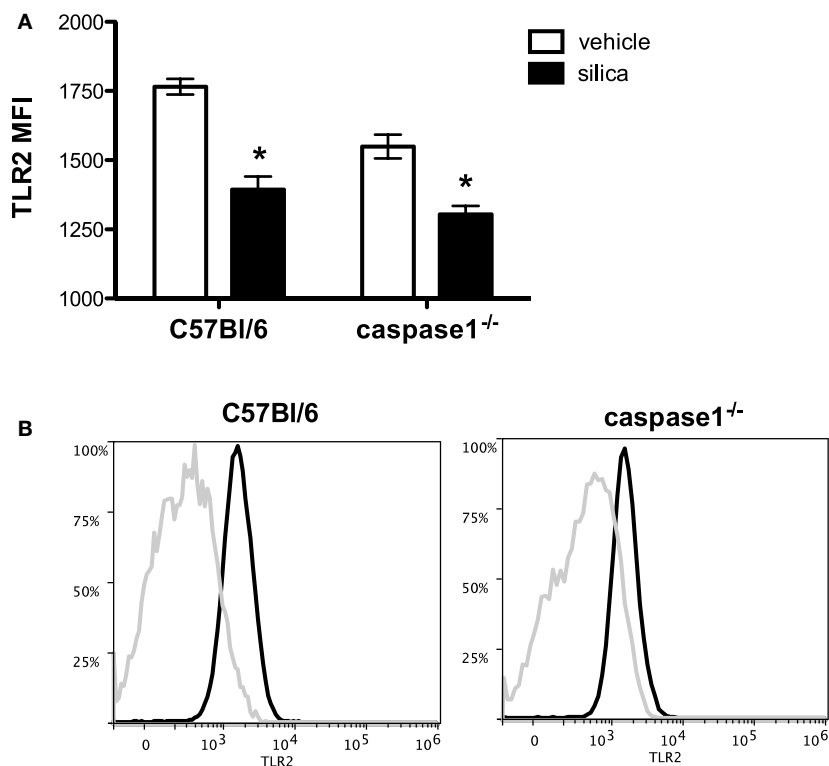 A
2000
1750
1500
1250
1000
TLR2 MFI
vehicle
silica
*
*
C57Bl/6
caspase1-/-
B
C57Bl/6
caspase1-/-
100%
75%
50%
25%
0 10³ 10⁴ 10⁵ 10⁶
TLR2
100%
75%
50%
25%
0 10³ 10⁴ 10⁵ 10⁶
TLR2